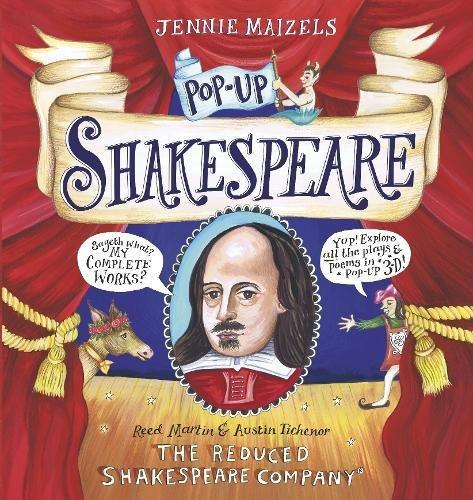 JENNIE MAIZELS
POP-UP
SHAKESPEARE
Sayeth What?
MY
COMPLETE
WORKS?
YUP! Explore
all the plays &
poems in
POP-UP 3-D!
Reed Martin & Austin Tichenor
THE REDUCED
SHAKESPEARE COMPANY®